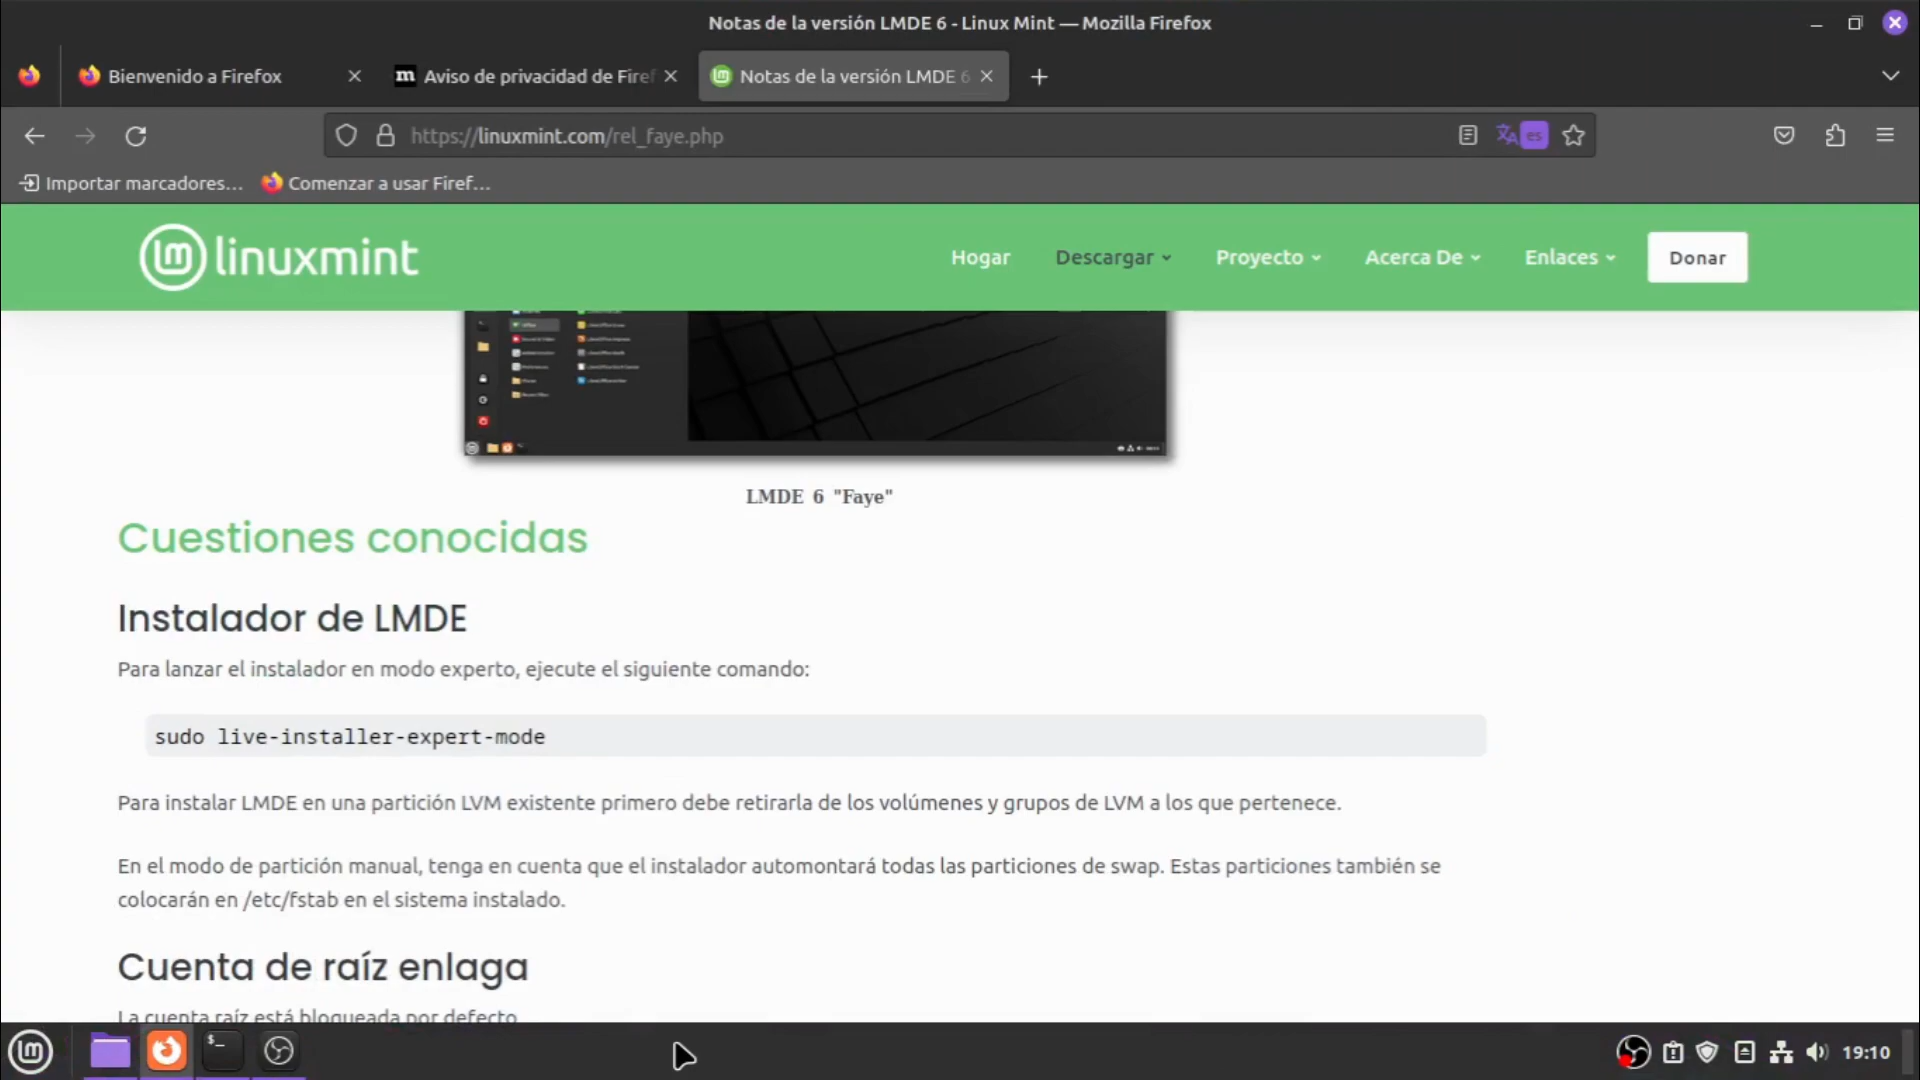 Notas de la versión LMDE 6 - Linux Mint — Mozilla Firefox
Bienvenido a Firefox
Aviso de privacidad de Firef
Notas de la versión LMDE 6
https://linuxmint.com/rel_faye.php
es
Importar marcadores...
Comenzar a usar Firef...
linuxmint
Hogar
Descargar
Proyecto
Acerca De
Enlaces
Donar
LMDE 6 "Faye"
Cuestiones conocidas
Instalador de LMDE
Para lanzar el instalador en modo experto, ejecute el siguiente comando:
sudo live-installer-expert-mode
Para instalar LMDE en una partición LVM existente primero debe retirarla de los volúmenes y grupos de LVM a los que pertenece.
En el modo de partición manual, tenga en cuenta que el instalador automontará todas las particiones de swap. Estas particiones también se
colocarán en /etc/fstab en el sistema instalado.
Cuenta de raíz enlaga
La cuenta raíz está bloqueada por defecto
19:10